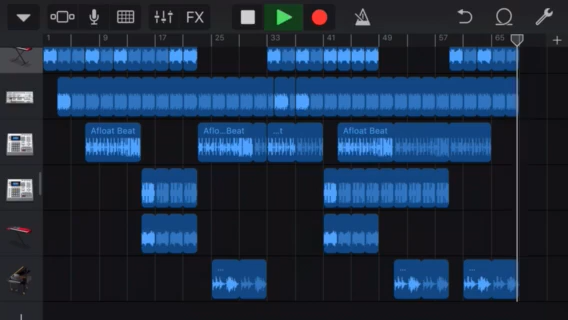 FX
1 9 17 25 33 41 49 57 65
Afloat Beat Aflo...Beat ...t Afloat Beat
... ... ...